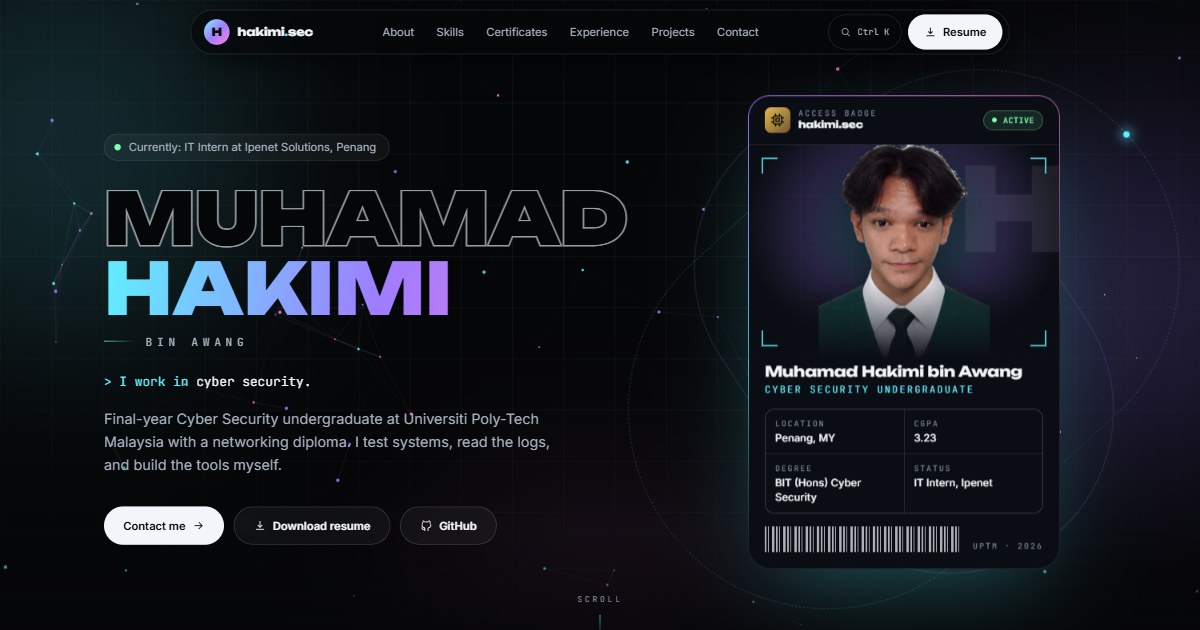 H hakimi.sec About Skills Certificates Experience Projects Contact Ctrl K Resume
Currently: IT Intern at Ipenet Solutions, Penang
MUHAMAD
HAKIMI
BIN AWANG
> I work in cyber security.
Final-year Cyber Security undergraduate at Universiti Poly-Tech
Malaysia with a networking diploma. I test systems, read the logs,
and build the tools myself.
Contact me → Download resume GitHub
ACCESS BADGE
hakimi.sec
ACTIVE
H
Muhamad Hakimi bin Awang
CYBER SECURITY UNDERGRADUATE
LOCATION
Penang, MY
CGPA
3.23
DEGREE
BIT (Hons) Cyber
Security
STATUS
IT Intern, Ipenet
UPTM · 2026
SCROLL